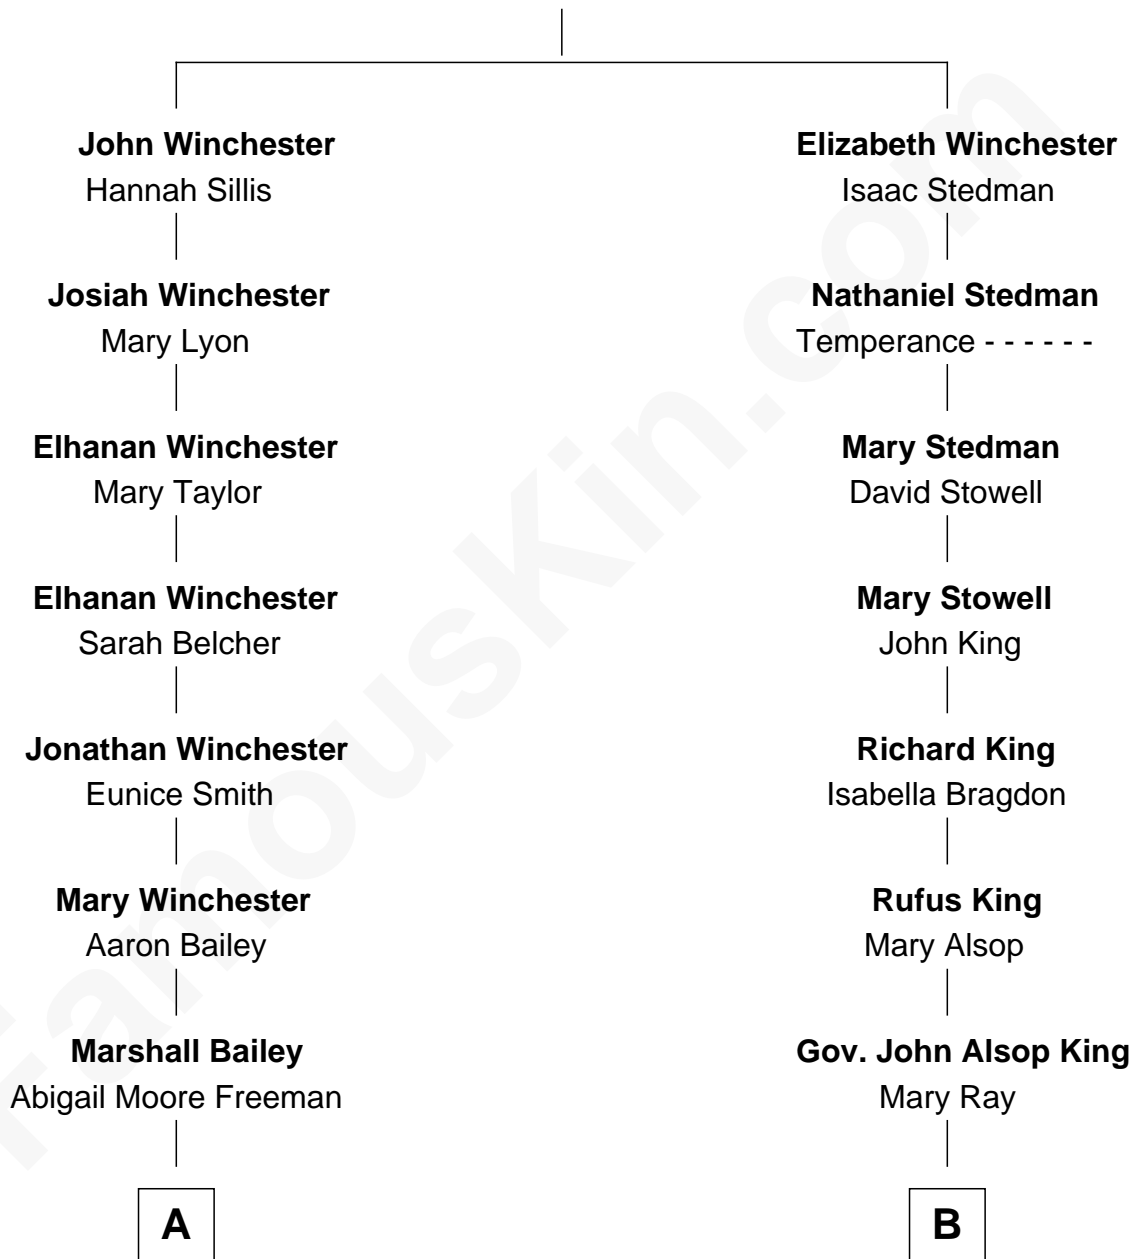 John Winchester
Hannah Sillis
Josiah Winchester
Mary Lyon
Elhanan Winchester
Mary Taylor
Elhanan Winchester
Sarah Belcher
Jonathan Winchester
Eunice Smith
Mary Winchester
Aaron Bailey
Marshall Bailey
Abigail Moore Freeman
A
Elizabeth Winchester
Isaac Stedman
Nathaniel Stedman
Temperance - - - - - -
Mary Stedman
David Stowell
Mary Stowell
John King
Richard King
Isabella Bragdon
Rufus King
Mary Alsop
Gov. John Alsop King
Mary Ray
B
FamousKin.com